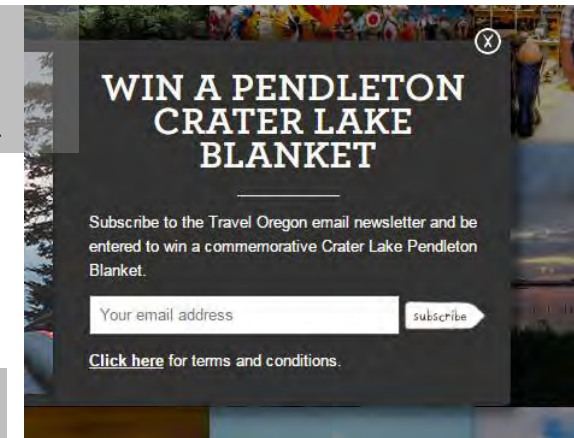 X
WIN A PENDLETON
CRATER LAKE
BLANKET
Subscribe to the Travel Oregon email newsletter and be
entered to win a commemorative Crater Lake Pendleton
Blanket.
Your email address
subscribe
Click here for terms and conditions.